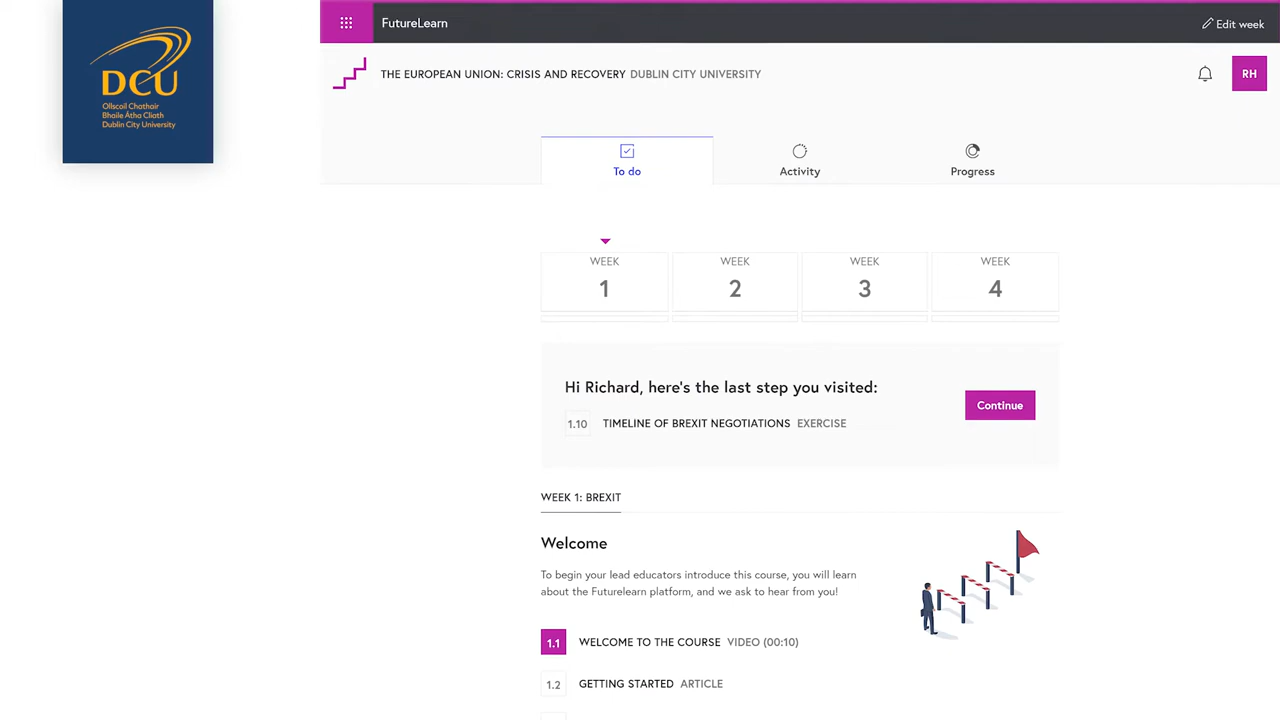 DCU
Ollscoil Chathair
Bhaile Átha Cliath
Dublin City University
FutureLearn
Edit week
THE EUROPEAN UNION: CRISIS AND RECOVERY DUBLIN CITY UNIVERSITY
RH
To do
Activity
Progress
WEEK
1
WEEK
2
WEEK
3
WEEK
4
Hi Richard, here's the last step you visited:
Continue
1.10 TIMELINE OF BREXIT NEGOTIATIONS EXERCISE
WEEK 1: BREXIT
Welcome
To begin your lead educators introduce this course, you will learn
about the Futurelearn platform, and we ask to hear from you!
1.1 WELCOME TO THE COURSE VIDEO (00:10)
1.2 GETTING STARTED ARTICLE